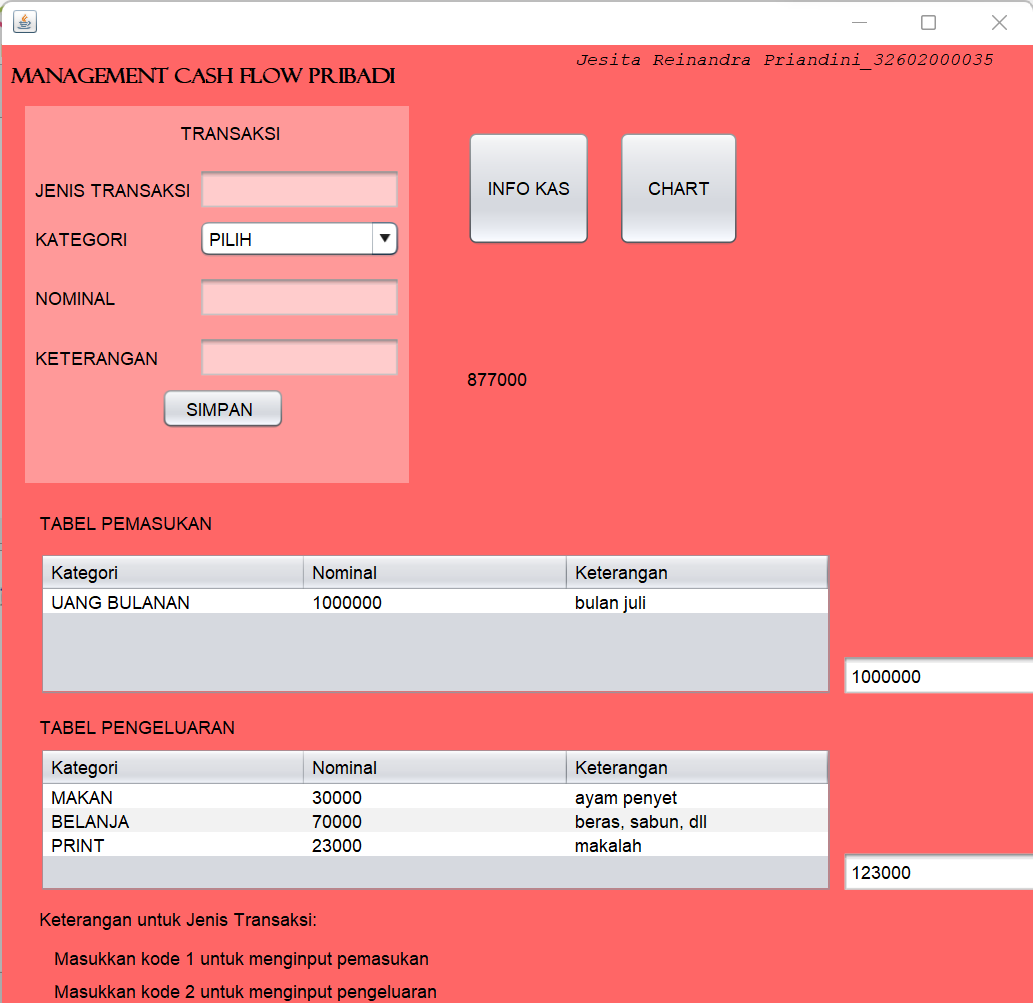 MANAGEMENT CASH FLOW PRIBADI
Jesita Reinandra Priandini_32602000035
TRANSAKSI
JENIS TRANSAKSI
KATEGORI PILIH
NOMINAL
KETERANGAN
SIMPAN
INFO KAS CHART
877000
TABEL PEMASUKAN
Kategori Nominal Keterangan
UANG BULANAN 1000000 bulan juli
1000000
TABEL PENGELUARAN
Kategori Nominal Keterangan
MAKAN 30000 ayam penyet
BELANJA 70000 beras, sabun, dll
PRINT 23000 makalah
123000
Keterangan untuk Jenis Transaksi:
Masukkan kode 1 untuk menginput pemasukan
Masukkan kode 2 untuk menginput pengeluaran